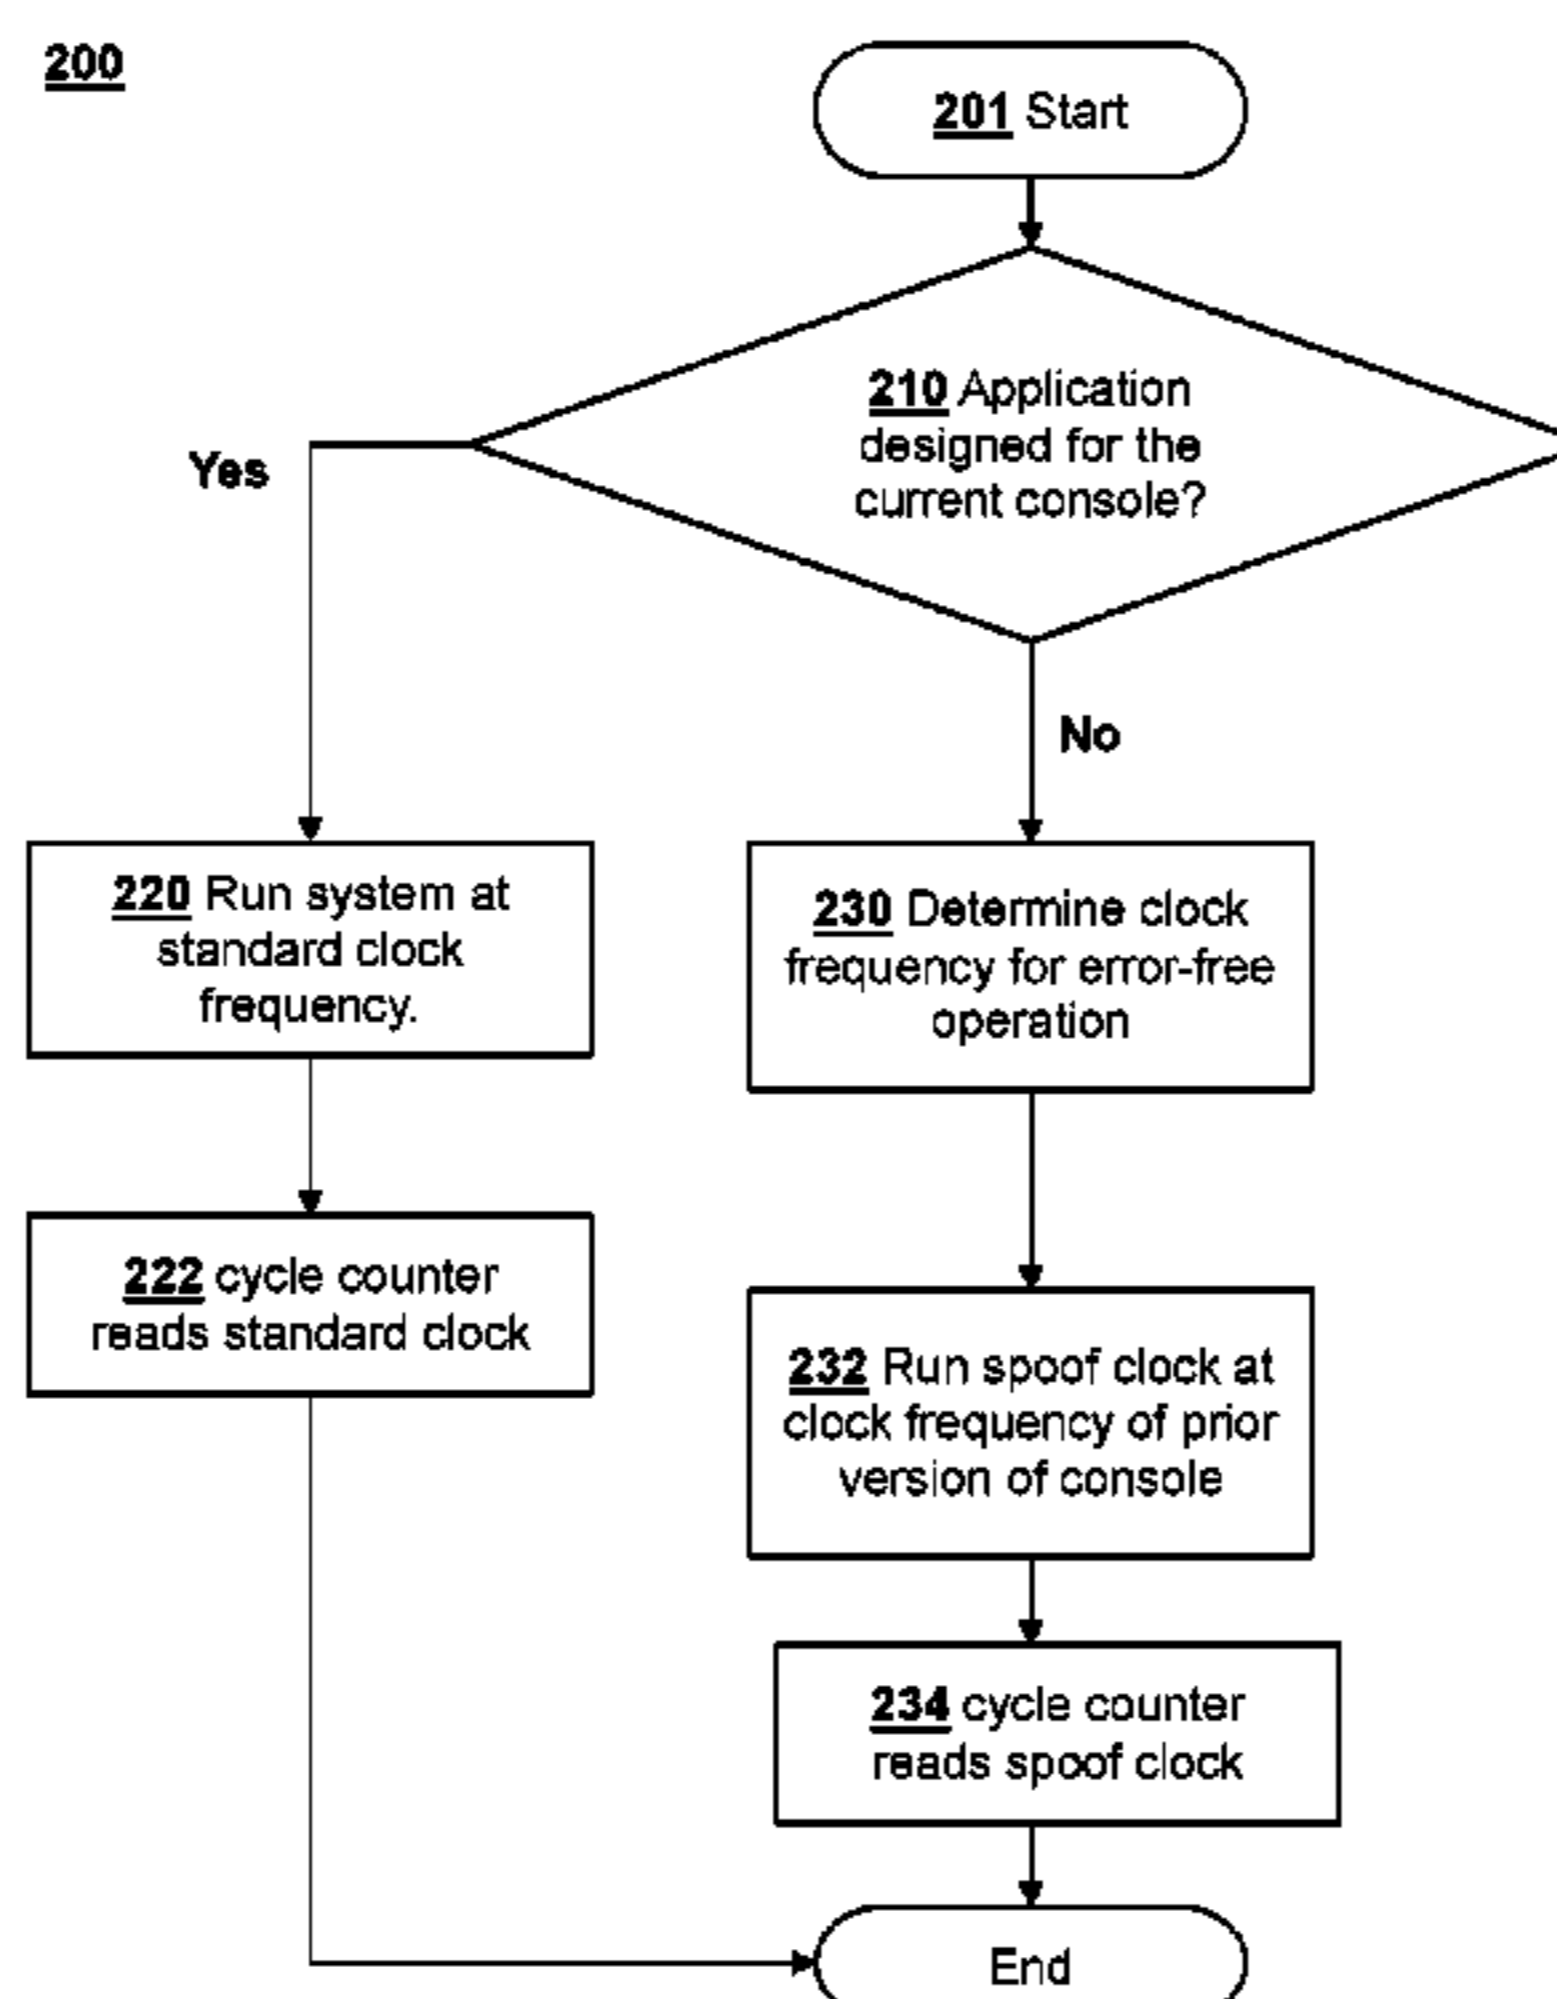 200
201 Start
210 Application
designed for the
current console?
Yes
No
220 Run system at
standard clock
frequency.
222 cycle counter
reads standard clock
230 Determine clock
frequency for error-free
operation
232 Run spoof clock at
clock frequency of prior
version of console
234 cycle counter
reads spoof clock
End